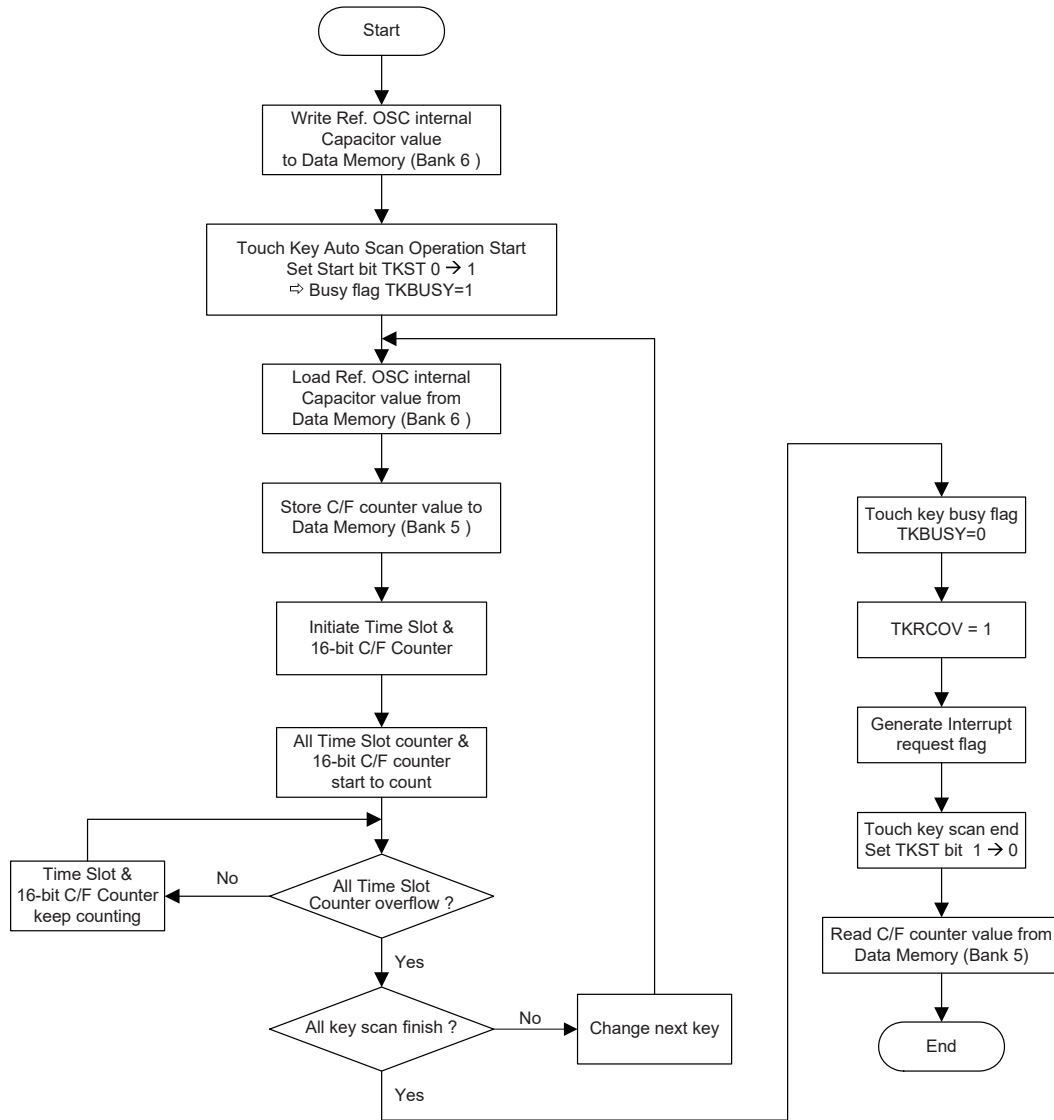 Start
Write Ref. OSC internal
Capacitor value
to Data Memory (Bank 6 )
Touch Key Auto Scan Operation Start
Set Start bit TKST 0 → 1
⇨ Busy flag TKBUSY=1
Load Ref. OSC internal
Capacitor value from
Data Memory (Bank 6 )
Store C/F counter value to
Data Memory (Bank 5 )
Initiate Time Slot &
16-bit C/F Counter
All Time Slot counter &
16-bit C/F counter
start to count
Time Slot &
16-bit C/F Counter
keep counting
No
All Time Slot
Counter overflow ?
Yes
All key scan finish ?
No
Change next key
Yes
Touch key busy flag
TKBUSY=0
TKRCOV = 1
Generate Interrupt
request flag
Touch key scan end
Set TKST bit 1 → 0
Read C/F counter value from
Data Memory (Bank 5)
End